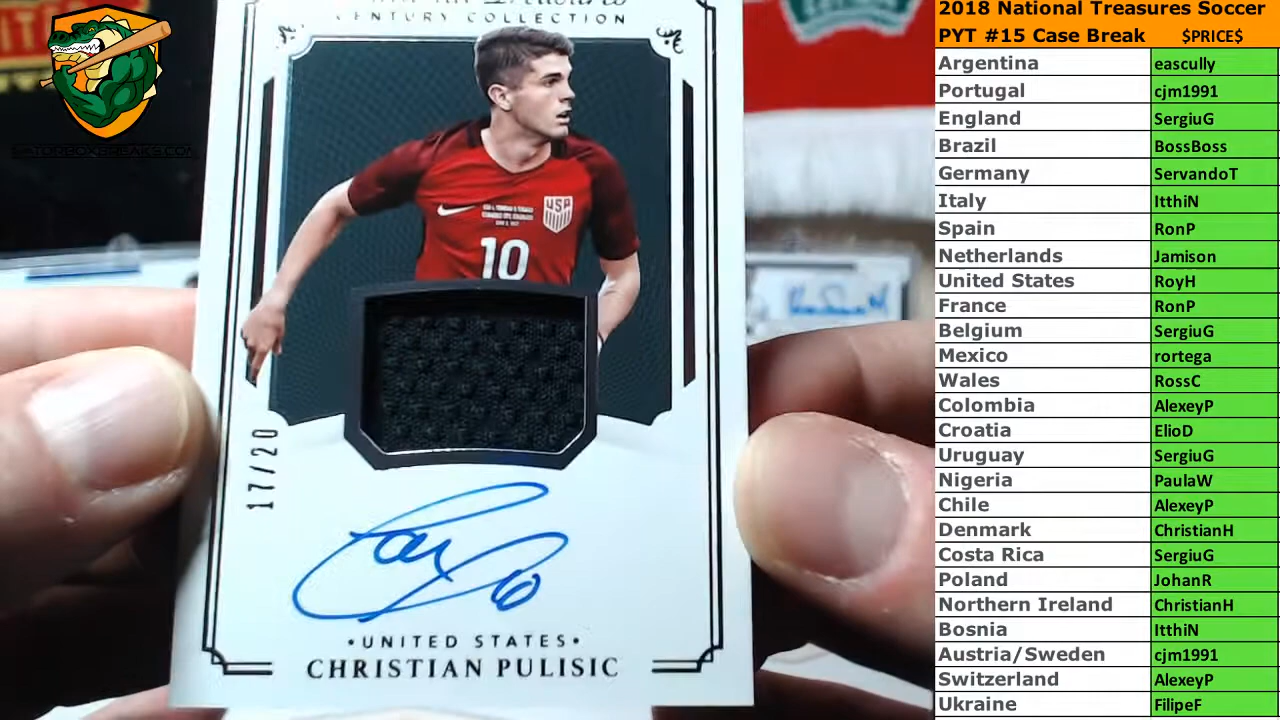 CENTURY COLLECTION
USA
10
17/20
•UNITED STATES•
CHRISTIAN PULISIC
2018 National Treasures Soccer
PYT #15 Case Break $PRICE$
Argentina eascully
Portugal cjm1991
England SergiuG
Brazil BossBoss
Germany ServandoT
Italy ItthiN
Spain RonP
Netherlands Jamison
United States RoyH
France RonP
Belgium SergiuG
Mexico rortega
Wales RossC
Colombia AlexeyP
Croatia ElioD
Uruguay SergiuG
Nigeria PaulaW
Chile AlexeyP
Denmark ChristianH
Costa Rica SergiuG
Poland JohanR
Northern Ireland ChristianH
Bosnia ItthiN
Austria/Sweden cjm1991
Switzerland AlexeyP
Ukraine FilipeF